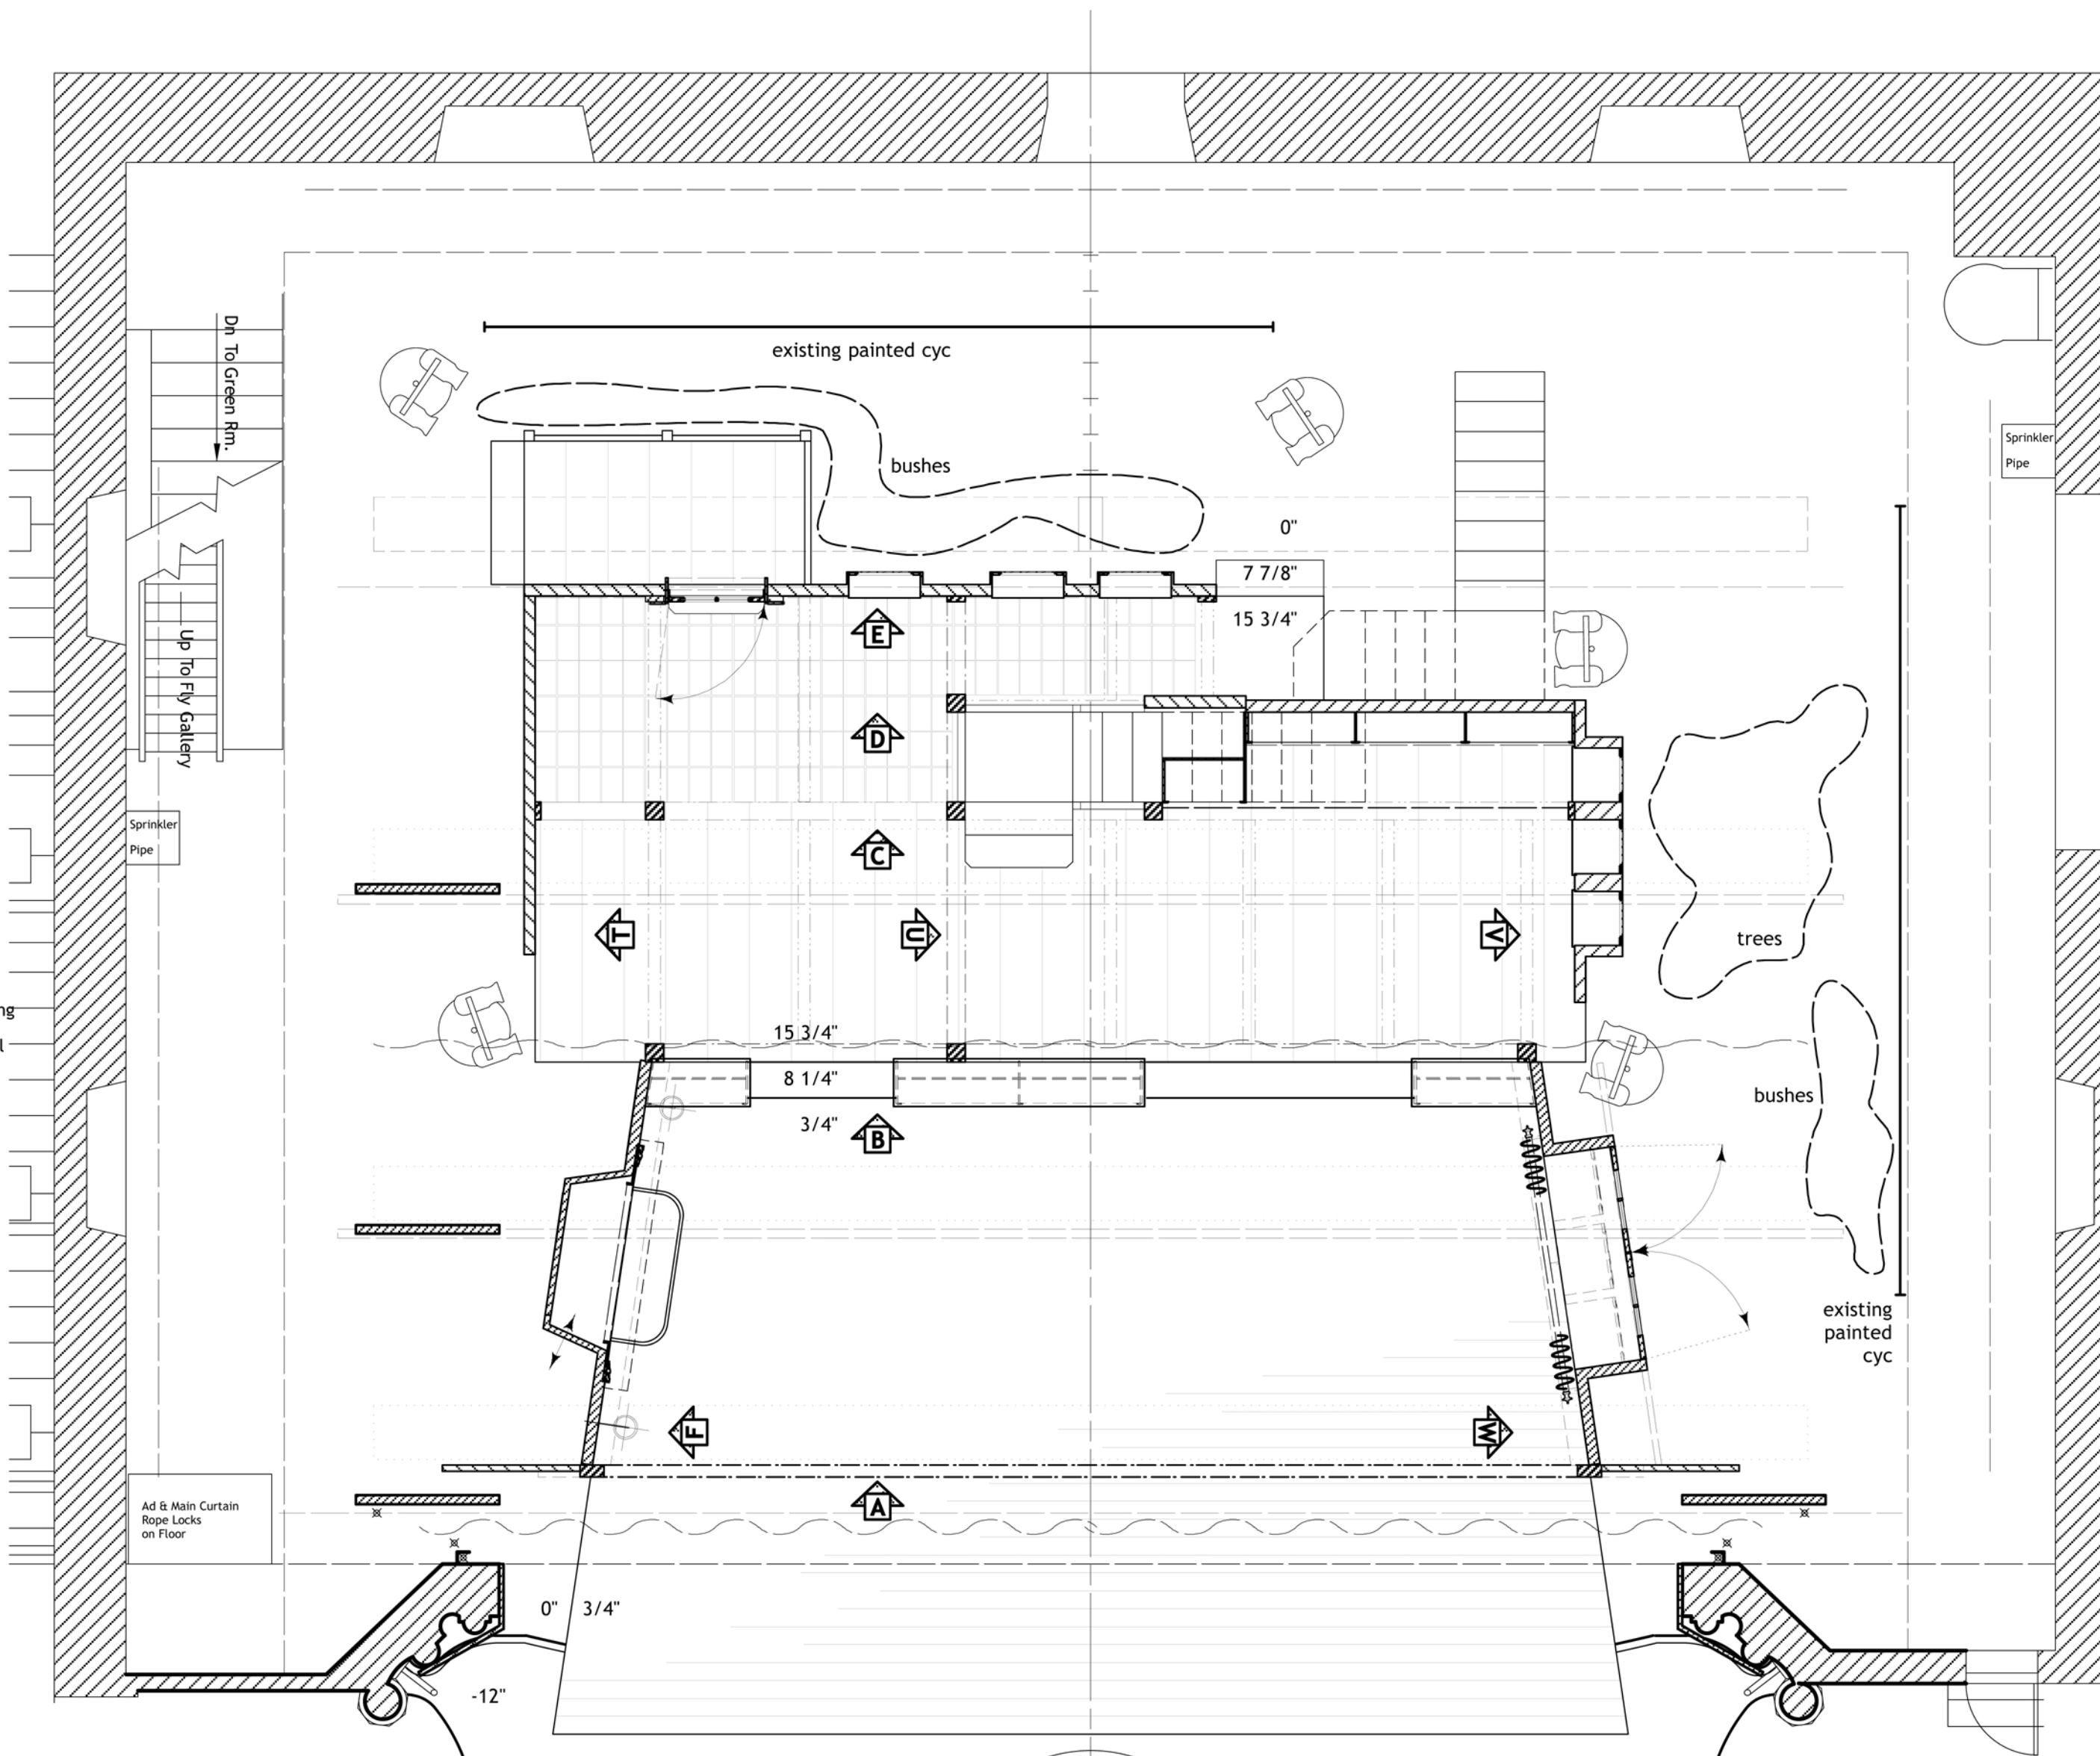 Dn To Green Rm.
existing painted cyc
Sprinkler
Pipe
bushes
0"
7 7/8"
15 3/4"
E
Up To Fly Gallery
D
Sprinkler
Pipe
C
T
U
V
trees
ng
15 3/4"
8 1/4"
bushes
3/4"
B
existing
painted
cyc
F
W
A
Ad & Main Curtain
Rope Locks
on Floor
0"
3/4"
-12"